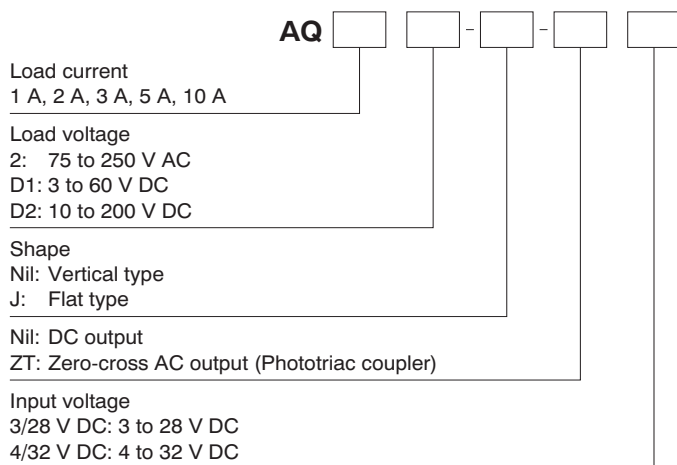 AQ - -
Load current
1 A, 2 A, 3 A, 5 A, 10 A
Load voltage
2: 75 to 250 V AC
D1: 3 to 60 V DC
D2: 10 to 200 V DC
Shape
Nil: Vertical type
J: Flat type
Nil: DC output
ZT: Zero-cross AC output (Phototriac coupler)
Input voltage
3/28 V DC: 3 to 28 V DC
4/32 V DC: 4 to 32 V DC